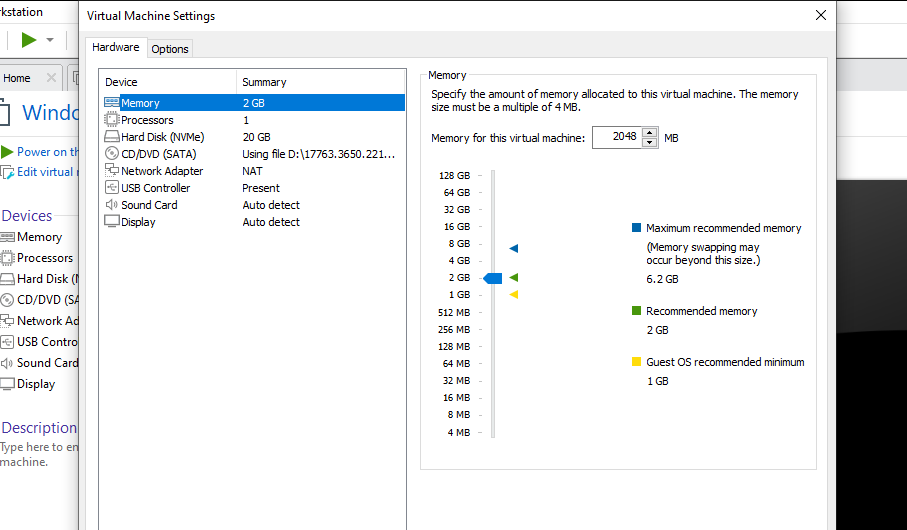 rkstation
Virtual Machine Settings
Hardware
Options
Home
Windo
Power on th
Edit virtual
Devices
Memory
Processors
Hard Disk (N
CD/DVD (SA
Network Ad
USB Contro
Sound Card
Display
Description
Type here to en
machine.
Device Summary
Memory 2 GB
Processors 1
Hard Disk (NVMe) 20 GB
CD/DVD (SATA) Using file D:\17763.3650.221...
Network Adapter NAT
USB Controller Present
Sound Card Auto detect
Display Auto detect
Memory
Specify the amount of memory allocated to this virtual machine. The memory
size must be a multiple of 4 MB.
Memory for this virtual machine: 2048 MB
128 GB
64 GB
32 GB
16 GB
8 GB
4 GB
2 GB
1 GB
512 MB
256 MB
128 MB
64 MB
32 MB
16 MB
8 MB
4 MB
Maximum recommended memory
(Memory swapping may
occur beyond this size.)
6.2 GB
Recommended memory
2 GB
Guest OS recommended minimum
1 GB